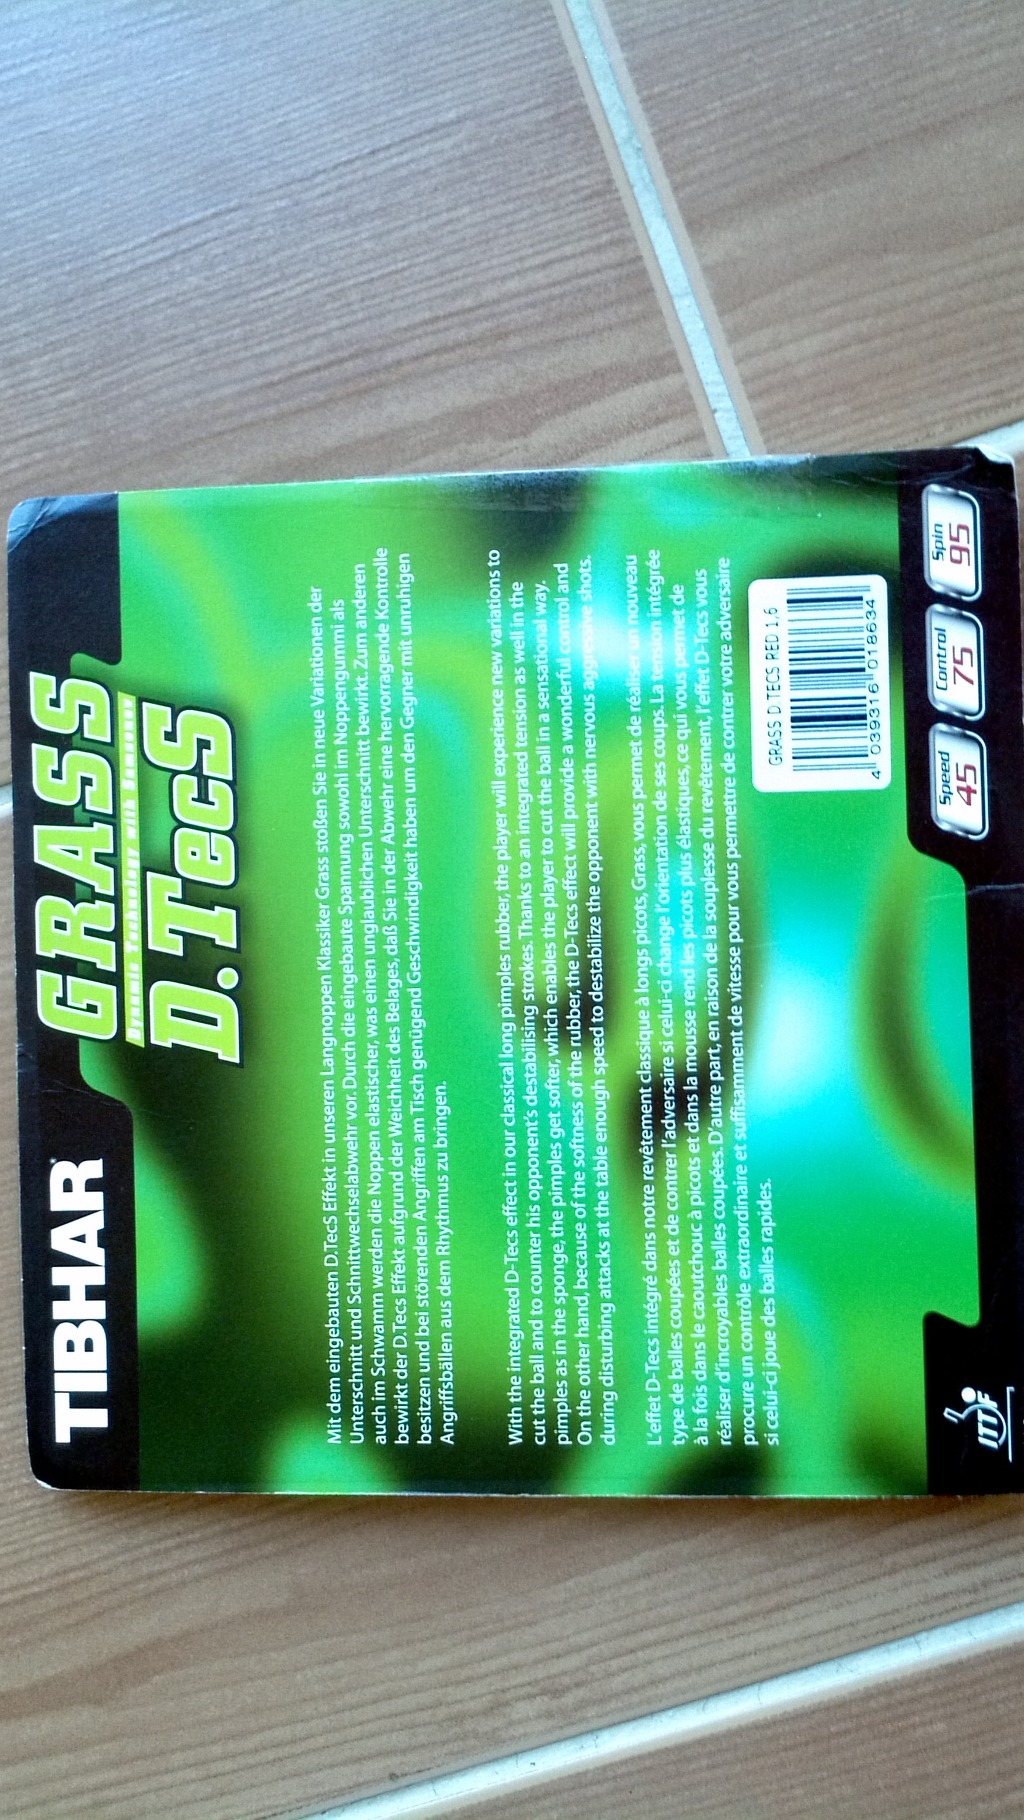 TIBHAR
GRASS
Dynamic Technology with Sensus
D.TecS
Mit dem eingebauten D.TecS Effekt in unseren Langnoppen Klassiker Grass stoßen Sie in neue Variationen der
Unterschnitt und Schnittwechselabwehr vor. Durch die eingebaute Spannung sowohl im Noppengummi als
auch im Schwamm werden die Noppen elastischer, was einen unglaublichen Unterschnitt bewirkt. Zum anderen
bewirkt der D.Tecs Effekt aufgrund der Weichheit des Belages, daß Sie in der Abwehr eine hervorragende Kontrolle
besitzen und bei störenden Angriffen am Tisch genügend Geschwindigkeit haben um den Gegner mit unruhigen
Angriffsbällen aus dem Rhythmus zu bringen.
With the integrated D-Tecs effect in our classical long pimples rubber, the player will experience new variations to
cut the ball and to counter his opponent's destabilising strokes. Thanks to an integrated tension as well in the
pimples as in the sponge, the pimples get softer, which enables the player to cut the ball in a sensational way.
On the other hand, because of the softness of the rubber, the D-Tecs effect will provide a wonderful control and
during disturbing attacks at the table enough speed to destabilize the opponent with nervous aggressive shots.
L'effet D-Tecs intégré dans notre revêtement classique à longs picots, Grass, vous permet de réaliser un nouveau
type de balles coupées et de contrer l'adversaire si celui-ci change l'orientation de ses coups. La tension intégrée
à la fois dans le caoutchouc à picots et dans la mousse rend les picots plus élastiques, ce qui vous permet de
réaliser d'incroyables balles coupées. D'autre part, en raison de la souplesse du revêtement, l'effet D-Tecs vous
procure un contrôle extraordinaire et suffisamment de vitesse pour vous permettre de contrer votre adversaire
si celui-ci joue des balles rapides.
GRASS D.TECS RED 1.6
4 039316 018634
ITTF
Speed
45
Control
75
Spin
95